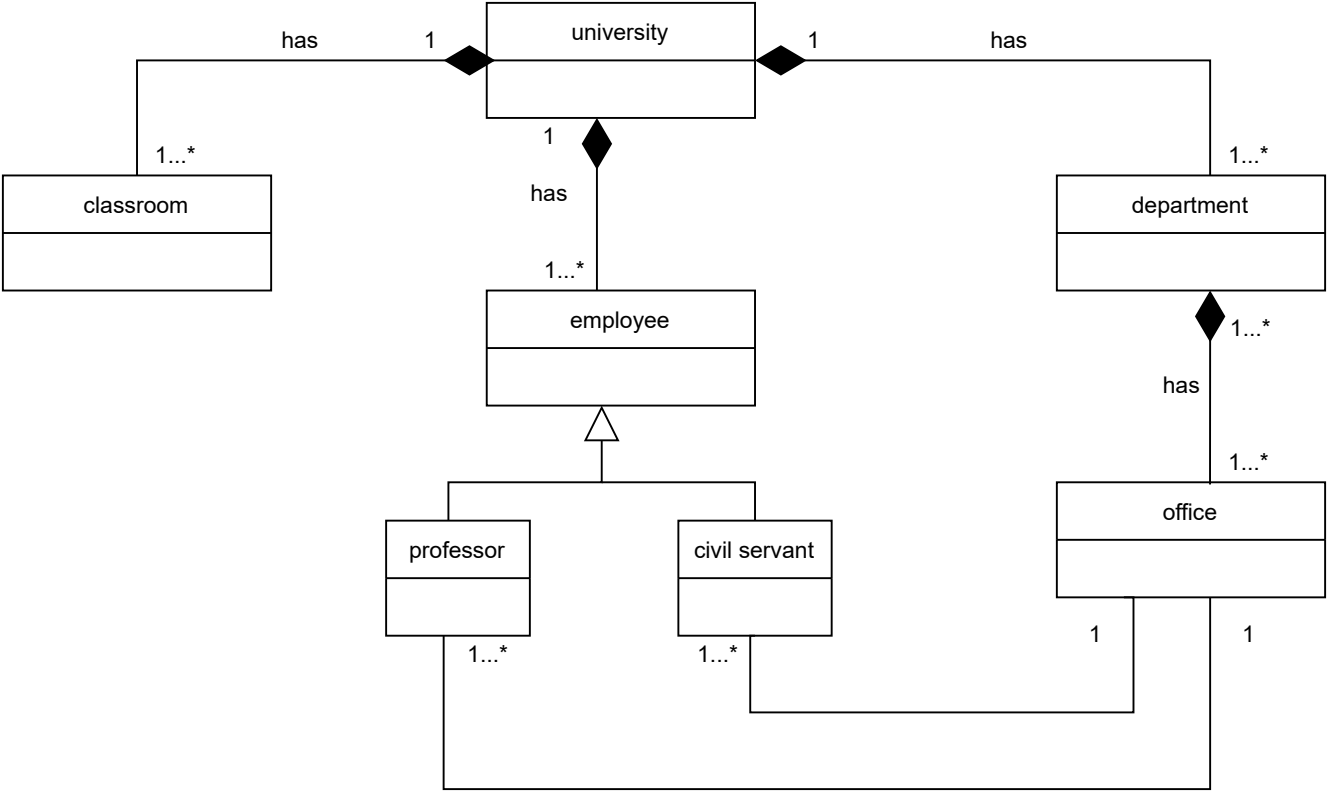 university
has
1
1
has
1...*
1
has
1...*
classroom
department
1...*
employee
1...*
has
1...*
office
professor
civil servant
1...*
1...*
1
1